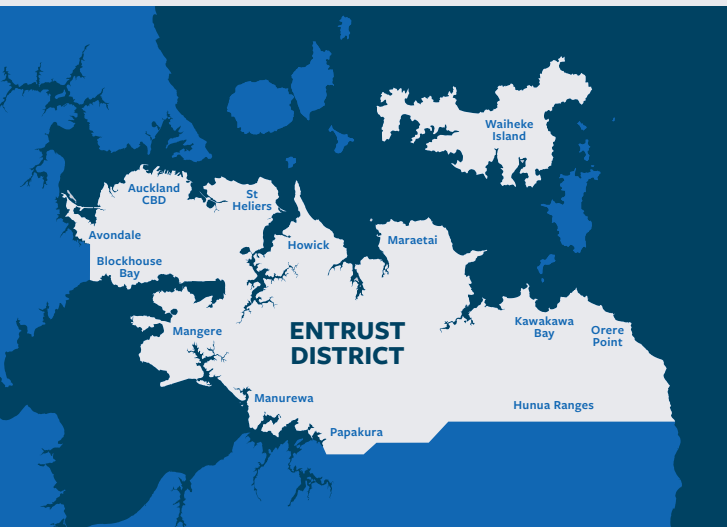 Waiheke
Island
Auckland
CBD
St
Heliers
Avondale
Howick
Maraetai
Blockhouse
Bay
Mangere
ENTRUST
DISTRICT
Kawakawa
Bay
Orere
Point
Manurewa
Hunua Ranges
Papakura